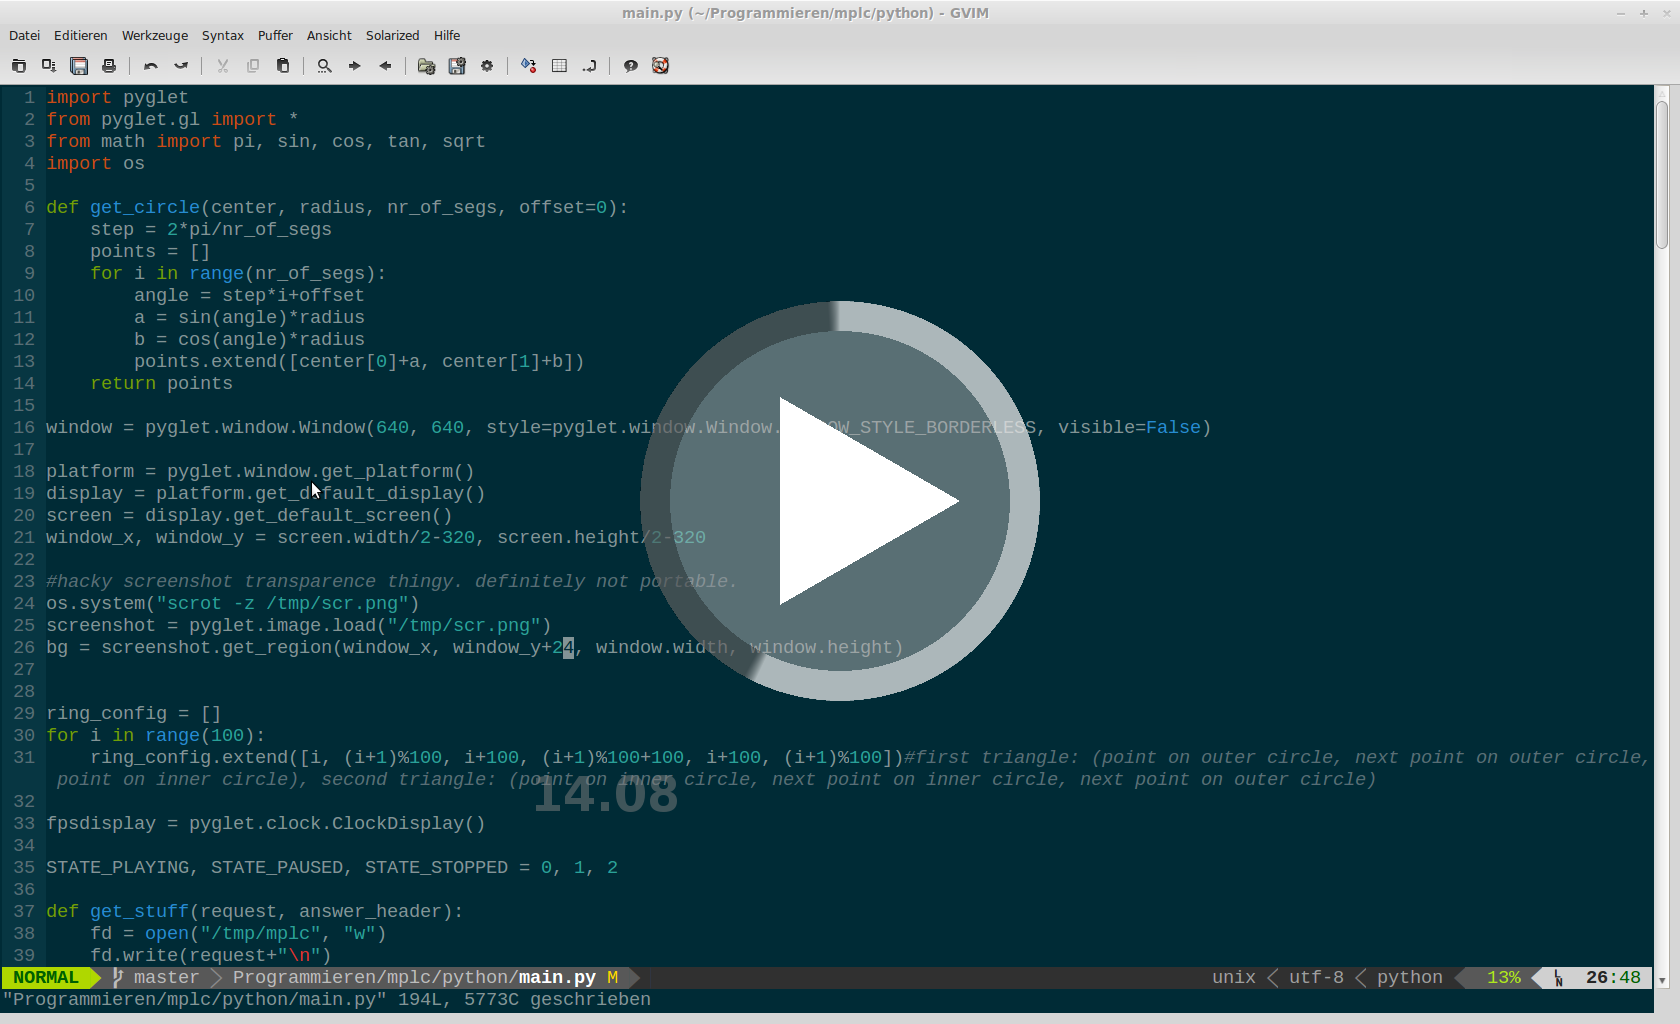 main.py (~/Programmieren/mplc/python) - GVIM
Datei Editieren Werkzeuge Syntax Puffer Ansicht Solarized Hilfe
1 import pyglet
2 from pyglet.gl import *
3 from math import pi, sin, cos, tan, sqrt
4 import os
5
6 def get_circle(center, radius, nr_of_segs, offset=0):
7     step = 2*pi/nr_of_segs
8     points = []
9     for i in range(nr_of_segs):
10         angle = step*i+offset
11         a = sin(angle)*radius
12         b = cos(angle)*radius
13         points.extend([center[0]+a, center[1]+b])
14     return points
15
16 window = pyglet.window.Window(640, 640, style=pyglet.window.Window. _STYLE_BORDERLESS, visible=False)
17
18 platform = pyglet.window.get_platform()
19 display = platform.get_default_display()
20 screen = display.get_default_screen()
21 window_x, window_y = screen.width/2-320, screen.height/2-320
22
23 #hacky screenshot transparence thingy. definitely not portable.
24 os.system("scrot -z /tmp/scr.png")
25 screenshot = pyglet.image.load("/tmp/scr.png")
26 bg = screenshot.get_region(window_x, window_y+24, window.width, window.height)
27
28
29 ring_config = []
30 for i in range(100):
31     ring_config.extend([i, (i+1)%100, i+100, (i+1)%100+100, i+100, (i+1)%100])#first triangle: (point on outer circle, next point on outer circle,
point on inner circle), second triangle: (point on inner circle, next point on inner circle, next point on outer circle)
14.08
32
33 fpsdisplay = pyglet.clock.ClockDisplay()
34
35 STATE_PLAYING, STATE_PAUSED, STATE_STOPPED = 0, 1, 2
36
37 def get_stuff(request, answer_header):
38     fd = open("/tmp/mplc", "w")
39     fd.write(request+"\n")
NORMAL master Programmieren/mplc/python/main.py M unix utf-8 python 13% LN 26:48
"Programmieren/mplc/python/main.py" 194L, 5773C geschrieben